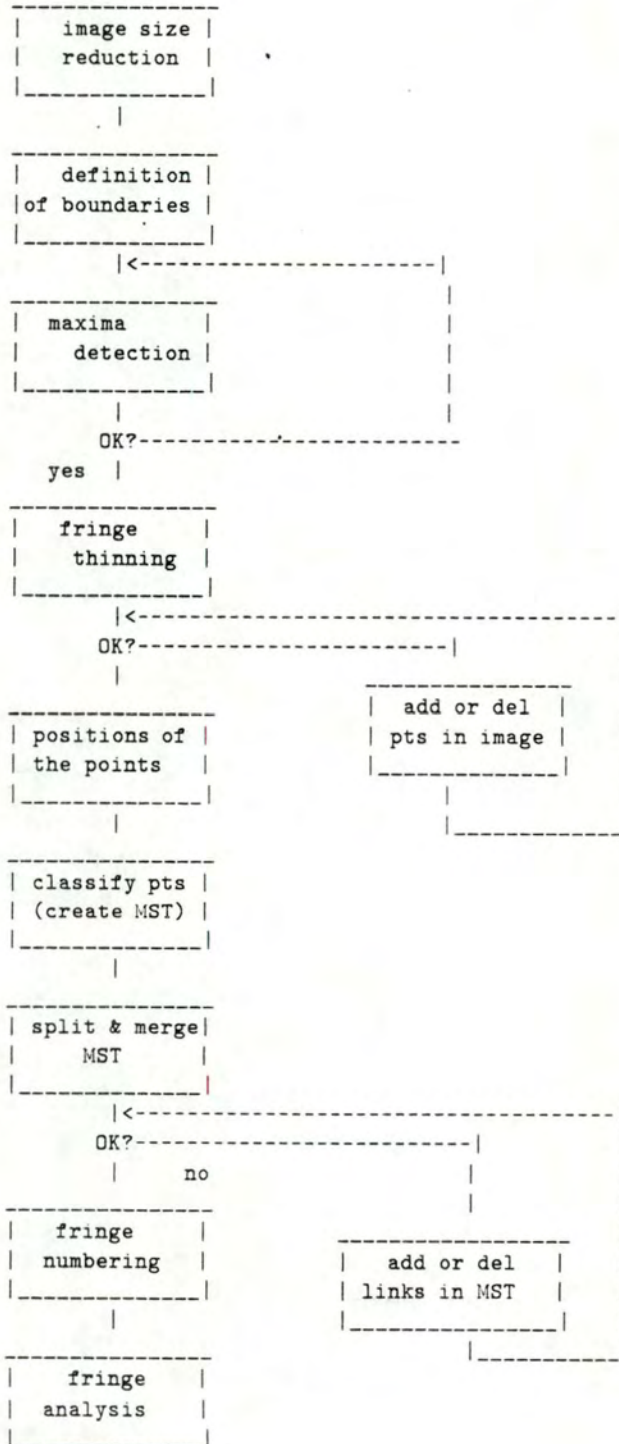 image size
reduction
definition
of boundaries
maxima
detection
OK?
yes
fringe
thinning
OK?
positions of
the points
add or del
pts in image
classify pts
(create MST)
split & merge
MST
OK?
no
fringe
numbering
add or del
links in MST
fringe
analysis